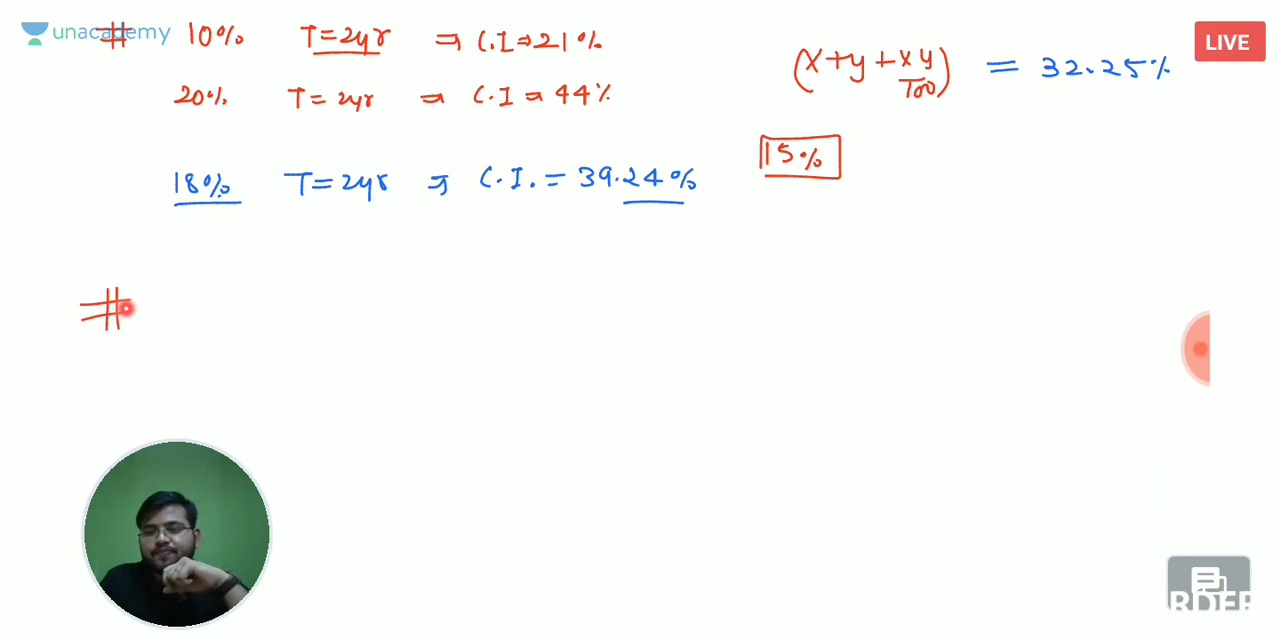 unacademy
LIVE
# 10% T=2yr ⇒ C.I ⇒ 21%
(x+y+xy/100) = 32.25%
20% T=2yr ⇒ C.I ⇒ 44%
15%
18% T=2yr ⇒ C.I. = 39.24%
#